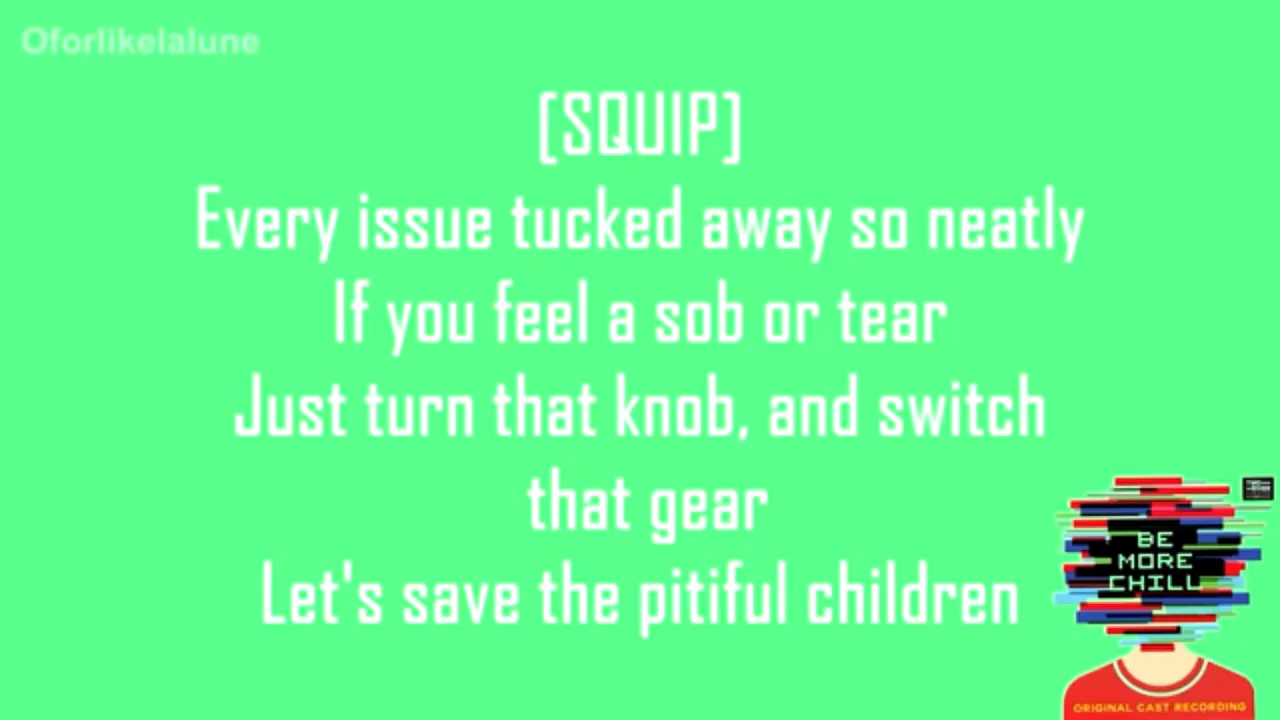 Oforlikelalune
[SQUIP]
Every issue tucked away so neatly
If you feel a sob or tear
Just turn that knob, and switch
that gear
Let's save the pitiful children
BE
MORE
CHILL
ORIGINAL CAST RECORDING